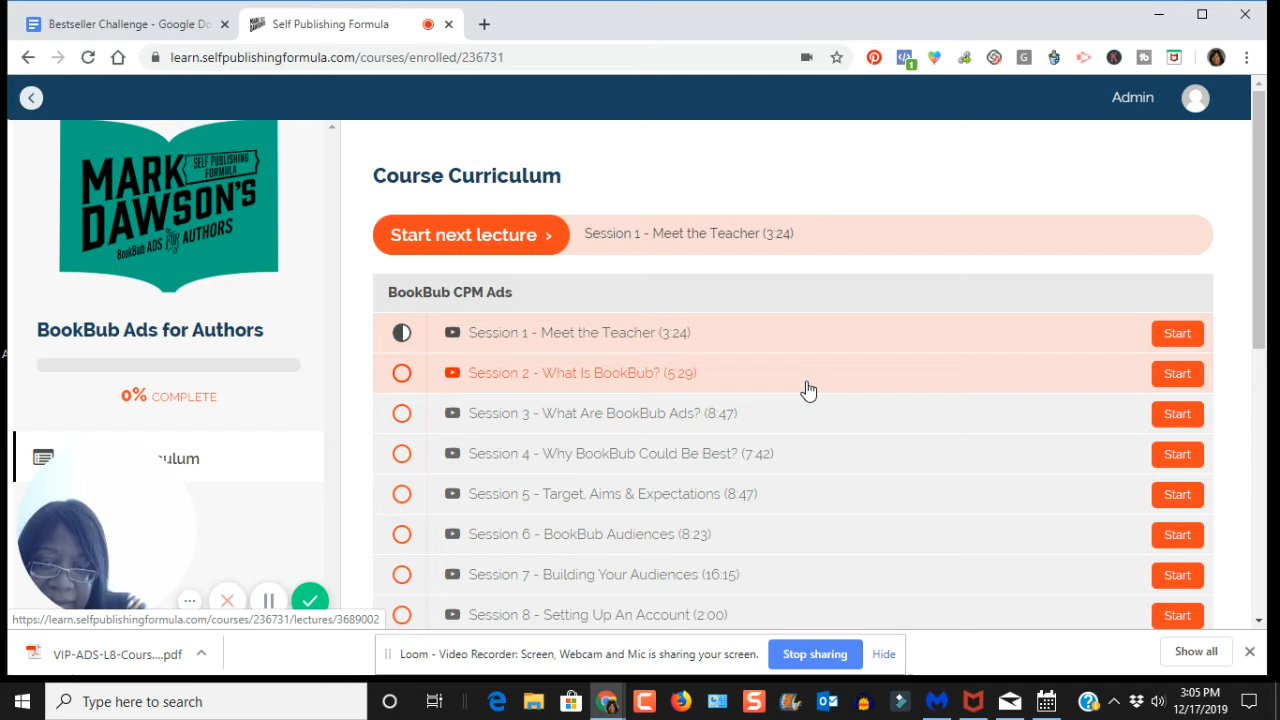 Bestseller Challenge - Google Do
Self Publishing Formula
learn.selfpublishingformula.com/courses/enrolled/236731
1
Admin
MARK
DAWSON'S
SELF PUBLISHING
FORMULA
BookBub ADS FOR AUTHORS
BookBub Ads for Authors
0% COMPLETE
ulum
Course Curriculum
Start next lecture ›
Session 1 - Meet the Teacher (3:24)
BookBub CPM Ads
Session 1 - Meet the Teacher (3:24)
Start
Session 2 - What Is BookBub? (5:29)
Start
Session 3 - What Are BookBub Ads? (8:47)
Start
Session 4 - Why BookBub Could Be Best? (7:42)
Start
Session 5 - Target, Aims & Expectations (8.47)
Start
Session 6 - BookBub Audiences (8:23)
Start
Session 7 - Building Your Audiences (16:15)
Start
Session 8 - Setting Up An Account (2:00)
Start
https://learn.selfpublishingformula.com/courses/236731/lectures/3689002
VIP-ADS-L8-Cours....pdf
Loom - Video Recorder: Screen, Webcam and Mic is sharing your screen.
Stop sharing
Hide
Show all
Type here to search
3:05 PM
12/17/2019